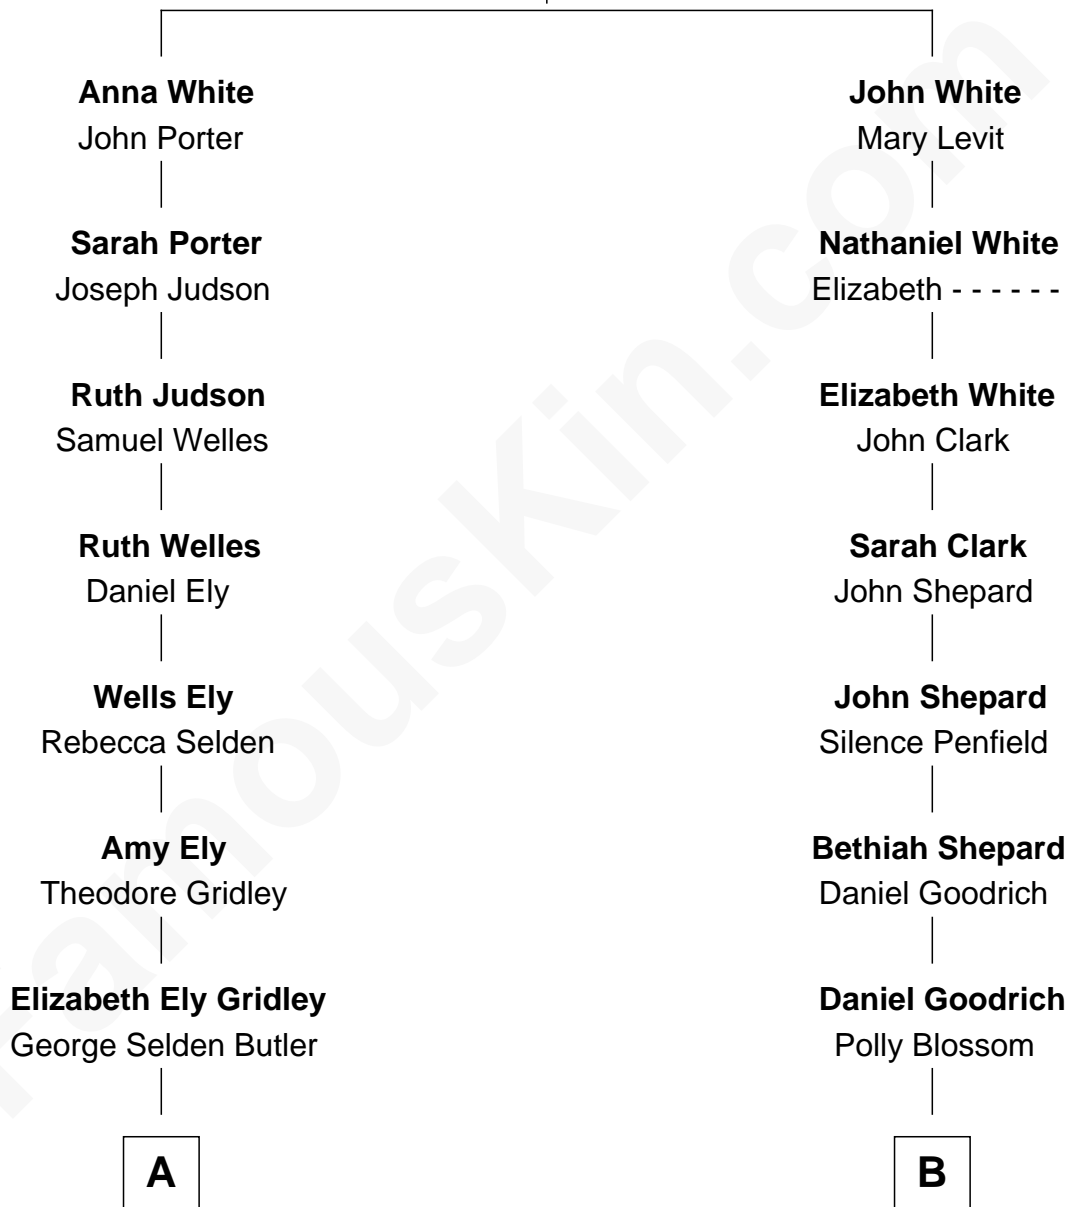 Anna White
John Porter
Sarah Porter
Joseph Judson
Ruth Judson
Samuel Welles
Ruth Welles
Daniel Ely
Wells Ely
Rebecca Selden
Amy Ely
Theodore Gridley
Elizabeth Ely Gridley
George Selden Butler
A
John White
Mary Levit
Nathaniel White
Elizabeth - - - - - -
Elizabeth White
John Clark
Sarah Clark
John Shepard
John Shepard
Silence Penfield
Bethiah Shepard
Daniel Goodrich
Daniel Goodrich
Polly Blossom
B
FamousKin.com